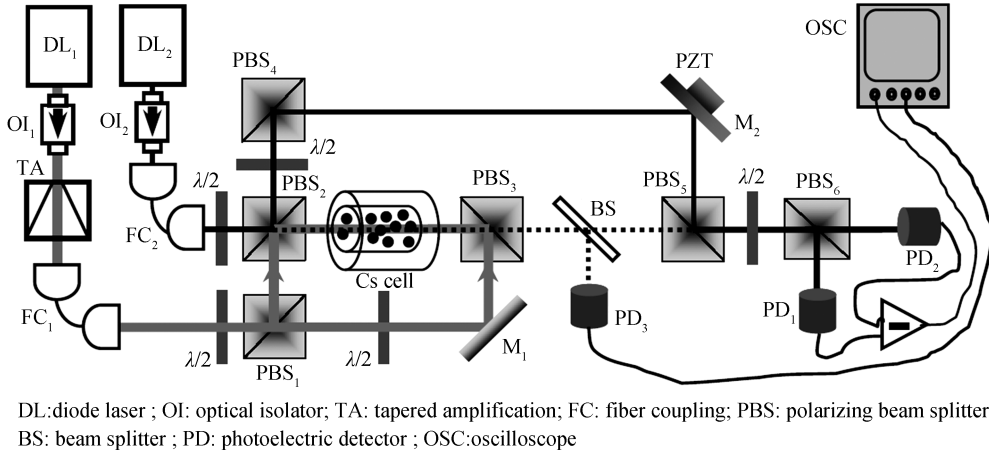 DL₁
DL₂
OSC
PBS₄
PZT
OI₁
OI₂
M₂
TA
λ/2
λ/2
PBS₂
PBS₃
PBS₅
λ/2
PBS₆
BS
FC₂
Cs cell
PD₂
FC₁
PD₃
PD₁
λ/2
λ/2
M₁
PBS₁
DL:diode laser ; OI: optical isolator; TA: tapered amplification; FC: fiber coupling; PBS: polarizing beam splitter
BS: beam splitter ; PD: photoelectric detector ; OSC:oscilloscope